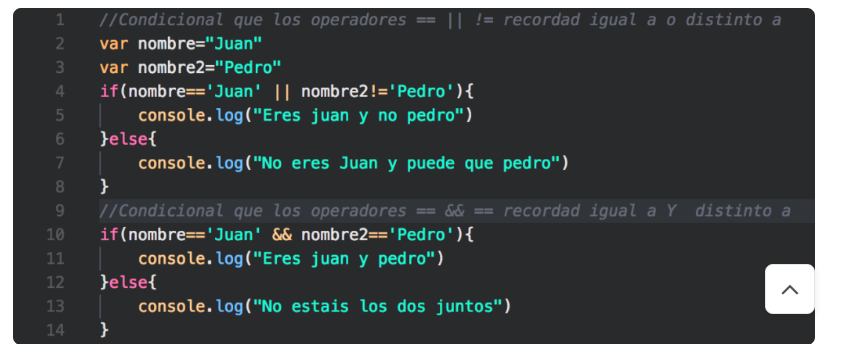 1 //Condicional que los operadores == || != recordad igual a o distinto a
2 var nombre="Juan"
3 var nombre2="Pedro"
4 if(nombre=='Juan' || nombre2!='Pedro'){
5 console.log("Eres juan y no pedro")
6 }else{
7 console.log("No eres Juan y puede que pedro")
8 }
9 //Condicional que los operadores == && == recordad igual a Y  distinto a
10 if(nombre=='Juan' && nombre2=='Pedro'){
11 console.log("Eres juan y pedro")
12 }else{
13 console.log("No estais los dos juntos")
14 }